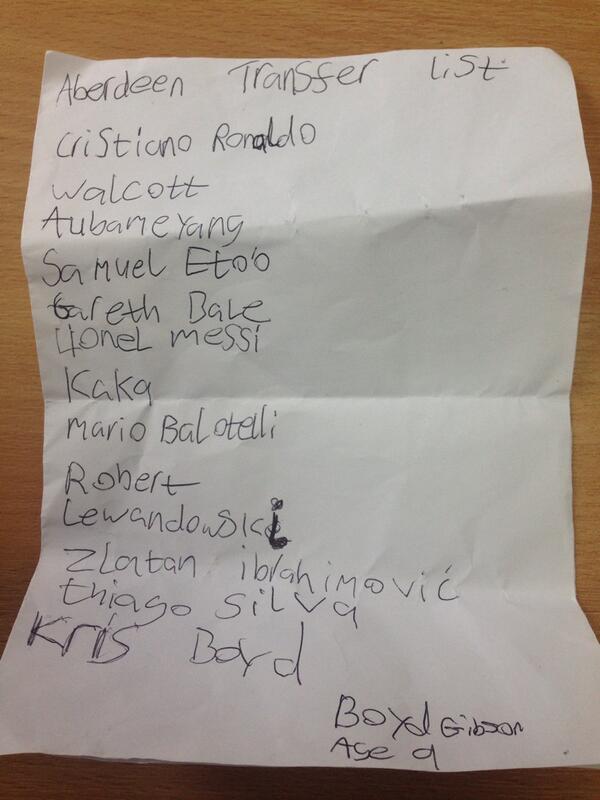 Aberdeen Transfer List
Cristiano Ronaldo
Walcott
Aubameyang
Samuel Eto'o
Gareth Bale
Lionel messi
Kaka
Mario Balotelli
Robert
Lewandowski
Zlatan ibrahimović
thiago silva
Kris Boyd
Boyd Gibson
Age 9